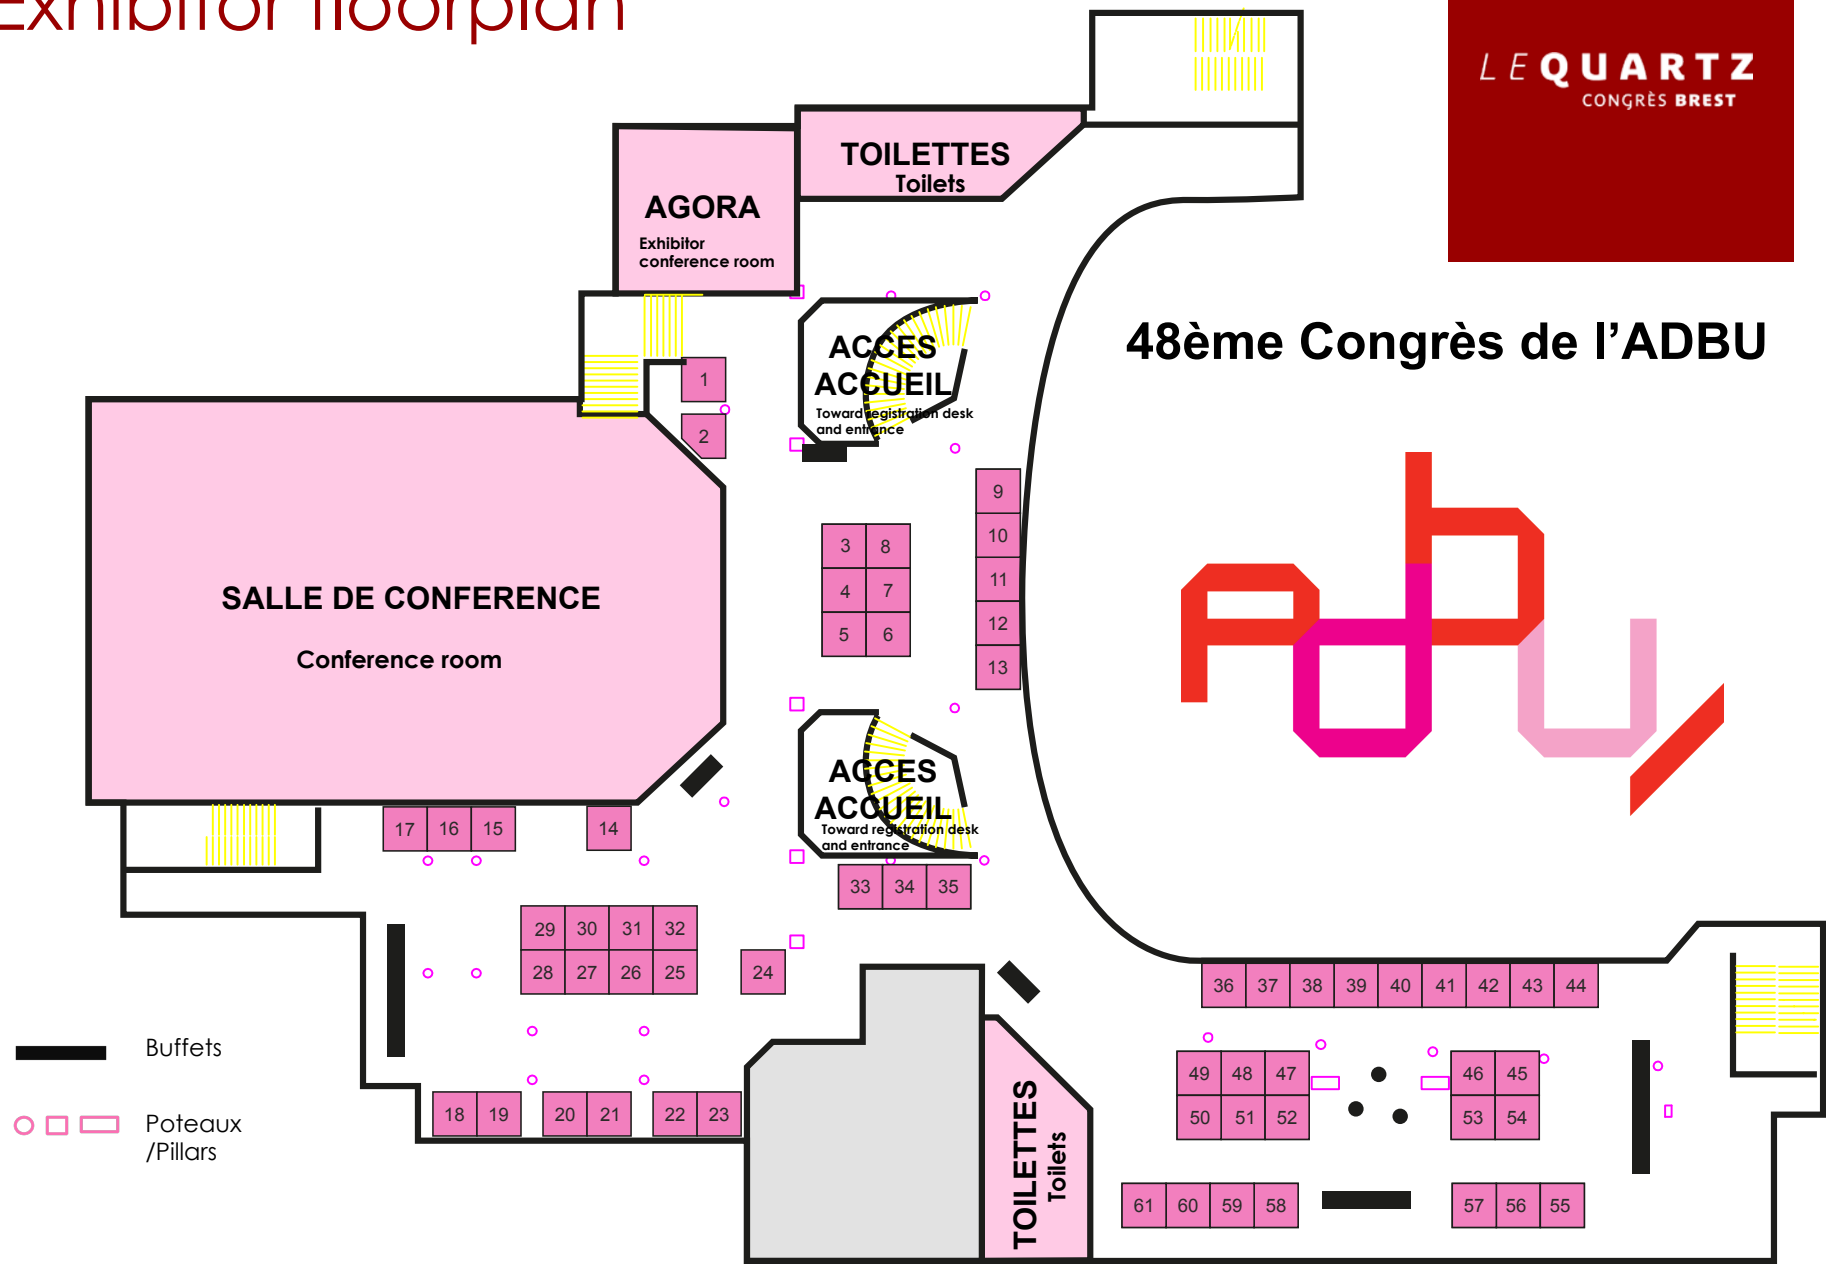 Exhibitor floorplan
LEQUARTZ
CONGRÈS BREST
TOILETTES
Toilets
AGORA
Exhibitor
conference room
48ème Congrès de l'ADBU
ACCES
ACCUEIL
Toward registration desk
and entrance
1
2
9
10
11
12
13
3 8
4 7
5 6
SALLE DE CONFERENCE
Conference room
adbu
ACCES
ACCUEIL
Toward registration desk
and entrance
17 16 15 14
33 34 35
29 30 31 32
28 27 26 25 24
36 37 38 39 40 41 42 43 44
Buffets
Poteaux
/Pillars
18 19 20 21 22 23
TOILETTES
Toilets
49 48 47 46 45
50 51 52 53 54
61 60 59 58 57 56 55